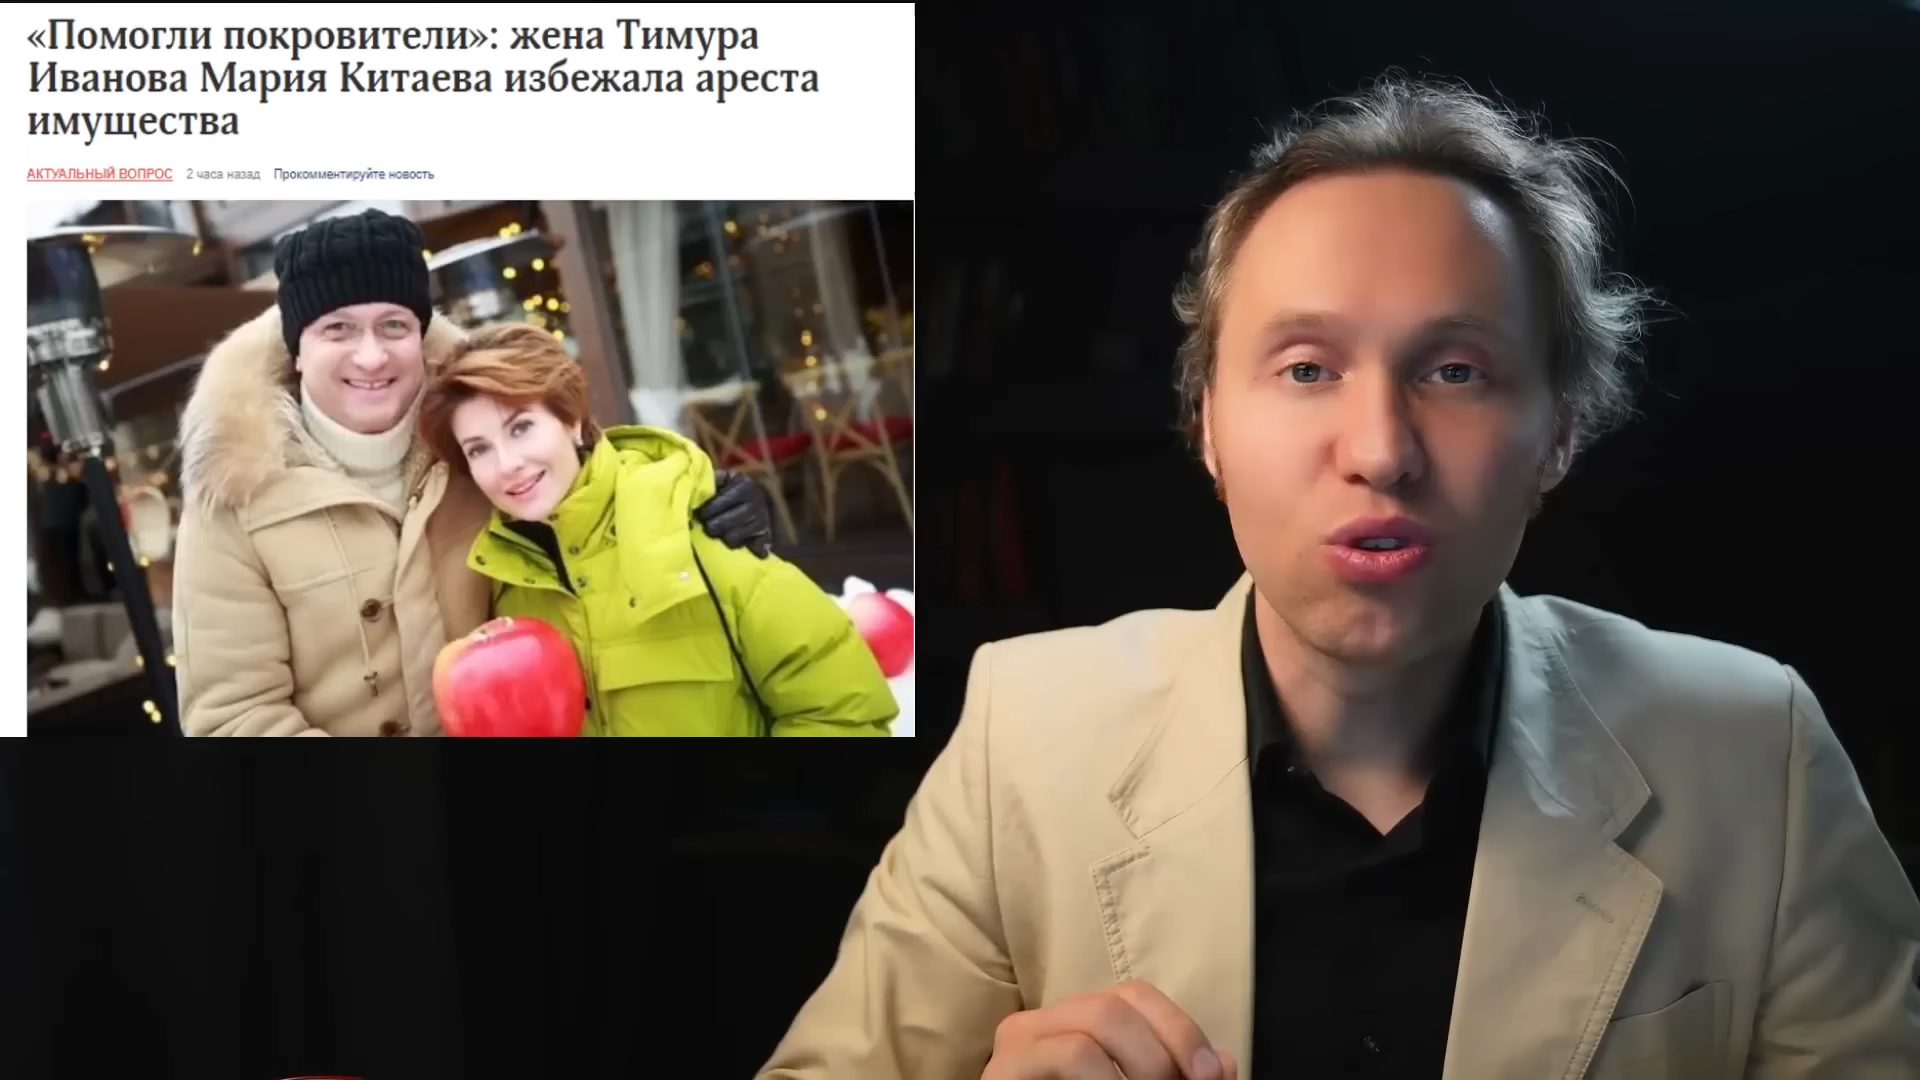 «Помогли покровители»: жена Тимура
Иванова Мария Китаева избежала ареста
имущества
АКТУАЛЬНЫЙ ВОПРОС 2 часа назад Прокомментируйте новость